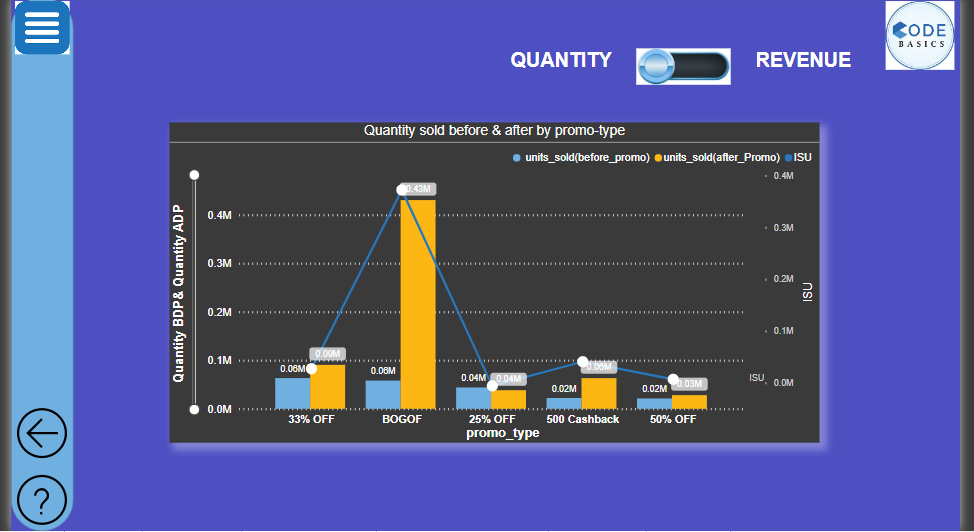 QUANTITY REVENUE
CODE
BASICS
Quantity sold before & after by promo-type
units_sold(before_promo) units_sold(after_Promo) ISU
0.4M
0.43M
0.4M
0.3M
0.3M
0.2M
0.2M
0.1M
0.1M
0.0M
0.0M
Quantity BDP& Quantity ADP
ISU
ISU
0.06M
0.09M
0.06M
0.04M
0.04M
0.02M
0.06M
0.02M
0.03M
33% OFF BOGOF 25% OFF 500 Cashback 50% OFF
promo_type
?